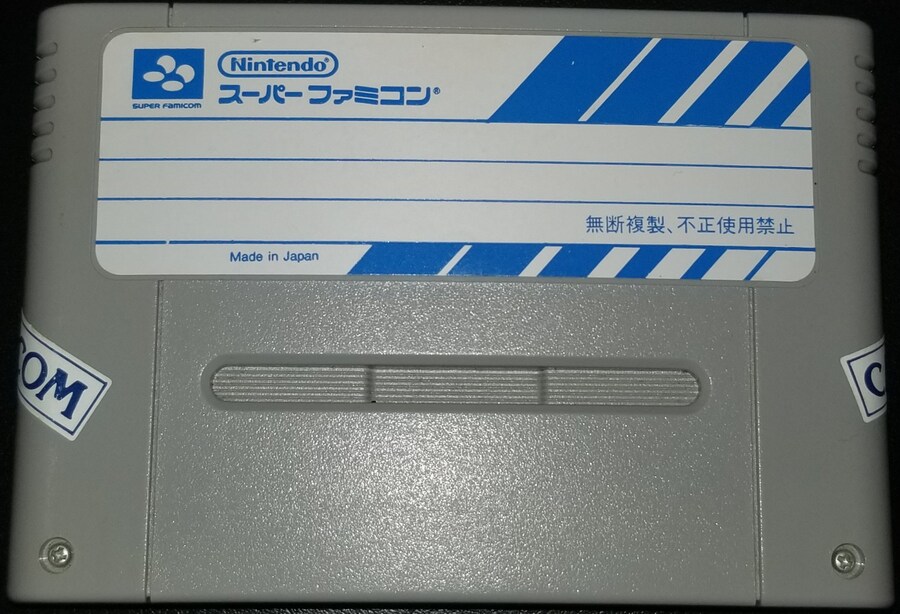 Nintendo®
スーパーファミコン®
SUPER FAMICOM
無断複製、不正使用禁止
Made in Japan
COM
C